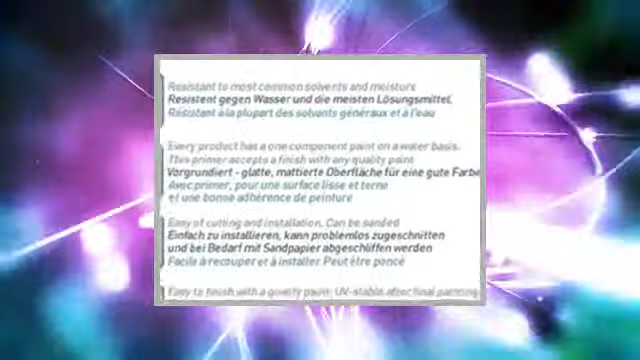 Resistant to most common solvents and moisture
Resistent gegen Wasser und die meisten Lösungsmittel,
Résistant à la plupart des solvents généraux et à l'eau
Every product has a one component paint on a water basis.
This primer accepts a finish with any quality paint
Vorgrundiert - glatte, mattierte Oberfläche für eine gute Farbe
Avec primer, pour une surface lisse et terne
et une bonne adhérence de peinture
Easy of cutting and installation. Can be sanded
Einfach zu installieren, kann problemlos zugeschnitten
und bei Bedarf mit Sandpapier abgeschliffen werden
Facile à recouper et à installer. Peut être poncé
Easy to finish with a quality paint. UV-stable after final painting